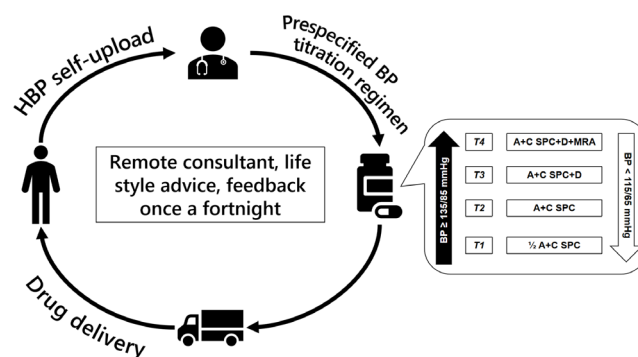 HBP self-upload
Prespecified BP
titration regimen
Remote consultant, life
style advice, feedback
once a fortnight
Drug delivery
BP ≥ 135/85 mmHg
T4 A+C SPC+D+MRA
T3 A+C SPC+D
T2 A+C SPC
T1 ½ A+C SPC
BP < 115/65 mmHg